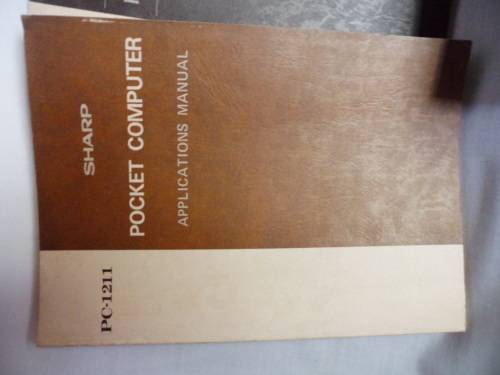 SHARP
POCKET COMPUTER
APPLICATIONS MANUAL
PC-1211